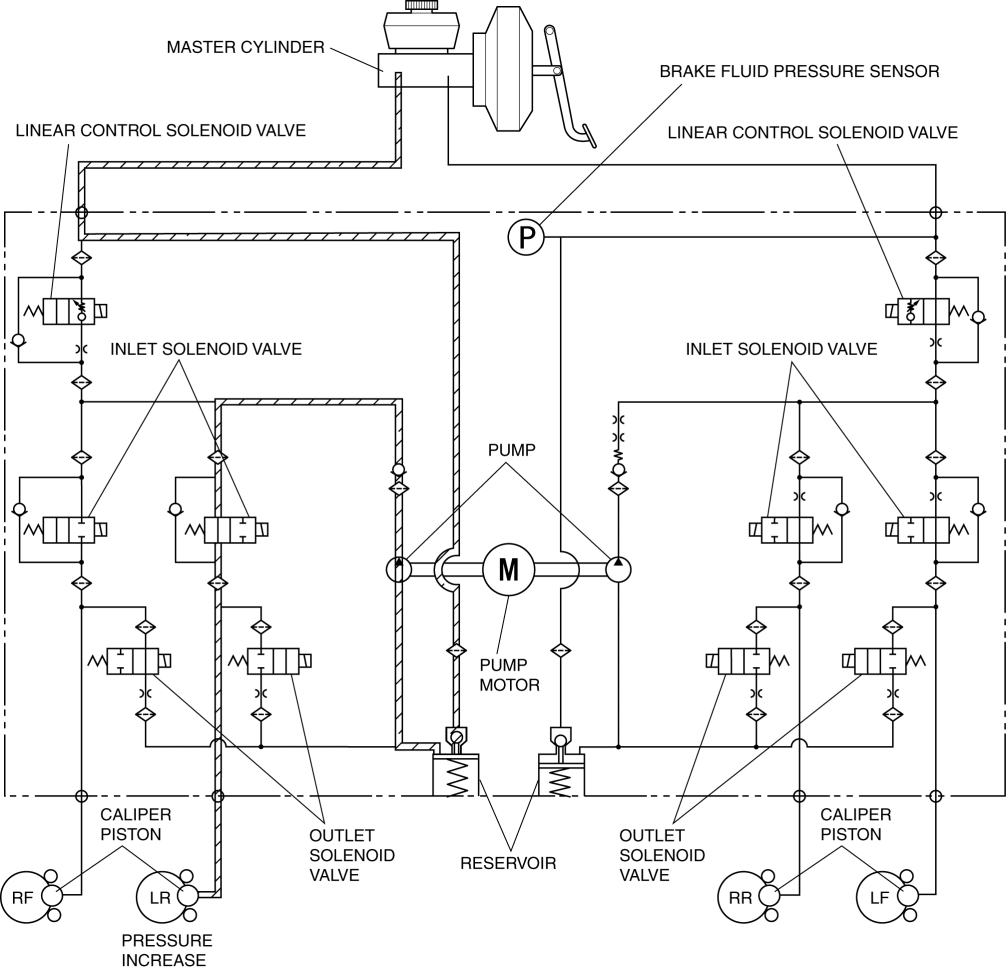 MASTER CYLINDER
BRAKE FLUID PRESSURE SENSOR
LINEAR CONTROL SOLENOID VALVE
LINEAR CONTROL SOLENOID VALVE
P
INLET SOLENOID VALVE
INLET SOLENOID VALVE
PUMP
M
PUMP
MOTOR
CALIPER
PISTON
OUTLET
SOLENOID
VALVE
RESERVOIR
OUTLET
SOLENOID
VALVE
CALIPER
PISTON
RF
LR
RR
LF
PRESSURE
INCREASE